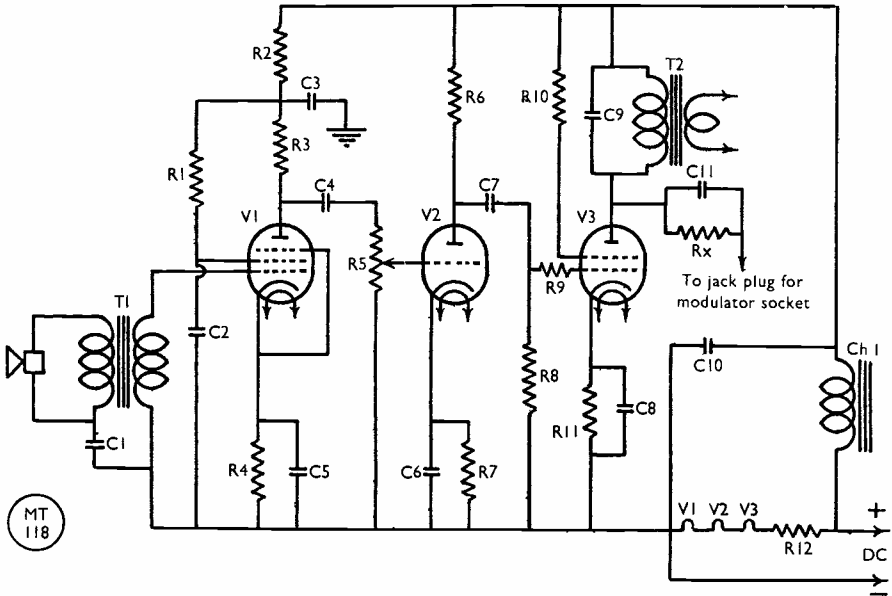 R2
C3
R6
R10
T2
C9
R3
R1
C4
C7
C11
V1
V2
V3
Rx
R5
R9
To jack plug for
modulator socket
T1
C2
R8
C10
Ch 1
C1
R4
C5
C6
R7
R11
C8
MT
118
V1 V2 V3
+
R12
DC
−